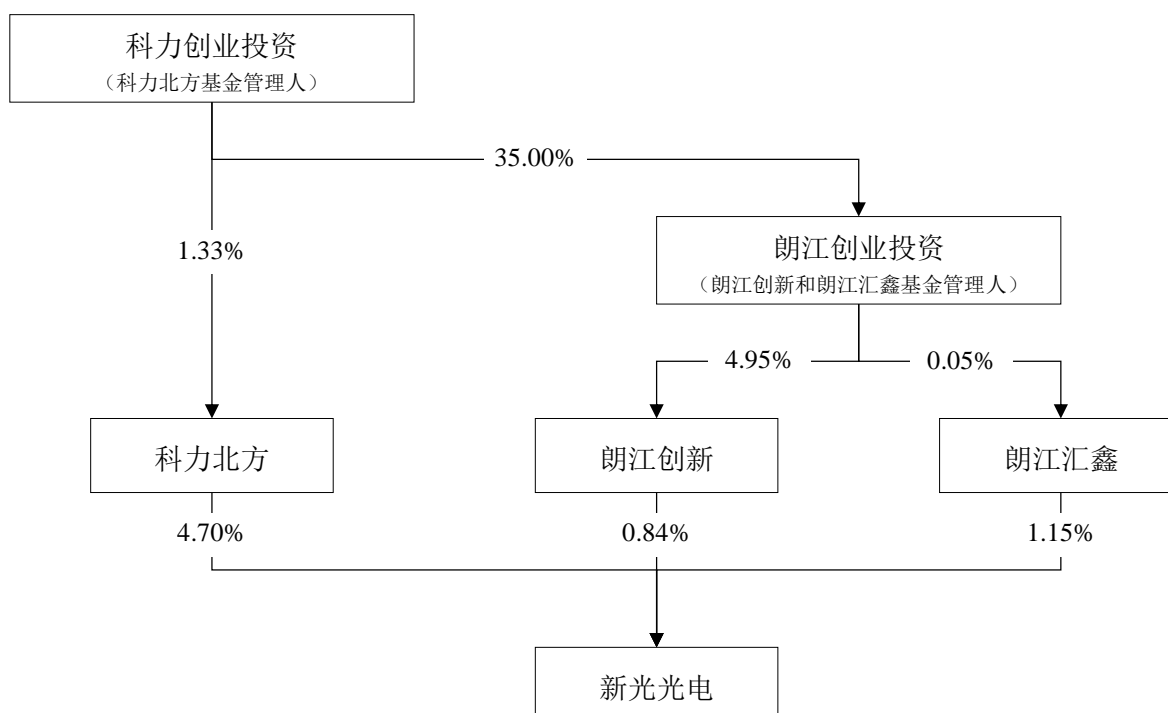 科力创业投资
（科力北方基金管理人）
35.00%
1.33%
朗江创业投资
（朗江创新和朗江汇鑫基金管理人）
4.95%
0.05%
科力北方
朗江创新
朗江汇鑫
4.70%
0.84%
1.15%
新光光电